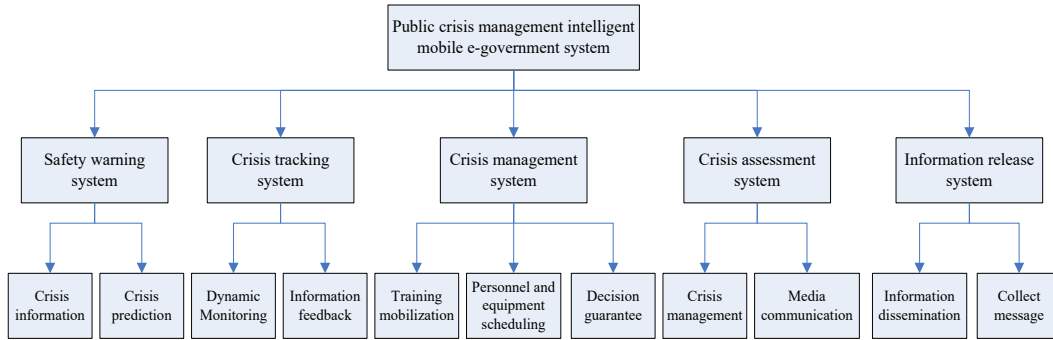 Public crisis management intelligent
mobile e-government system
Safety warning
system
Crisis tracking
system
Crisis management
system
Crisis assessment
system
Information release
system
Crisis
information
Crisis
prediction
Dynamic
Monitoring
Information
feedback
Training
mobilization
Personnel and
equipment
scheduling
Decision
guarantee
Crisis
management
Media
communication
Information
dissemination
Collect
message